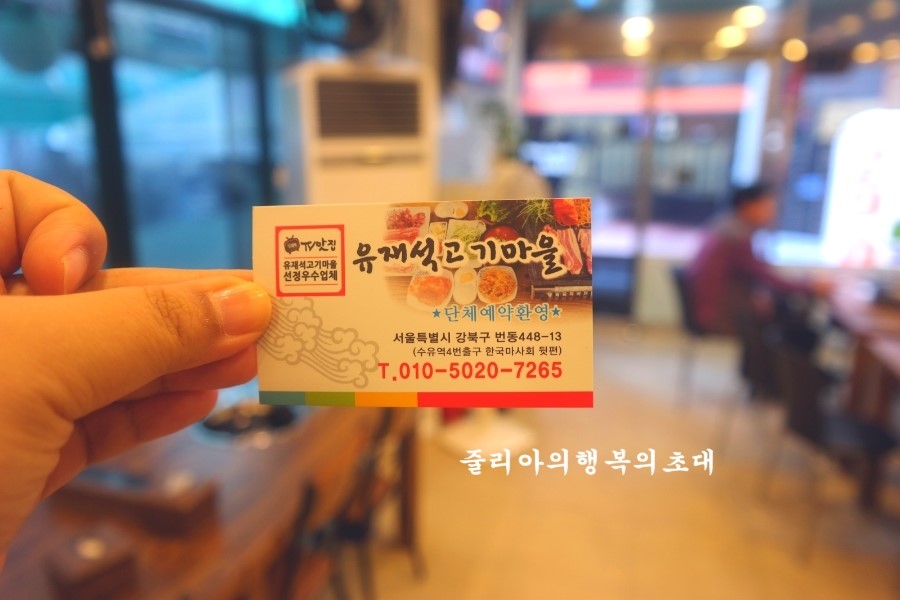 TV맛집
유재석고기마을
선정우수업체
유재석고기마을
★단체예약환영★
서울특별시 강북구 번동448-13
(수유역4번출구 한국마사회 뒷편)
T.010-5020-7265
줄리아의행복의초대